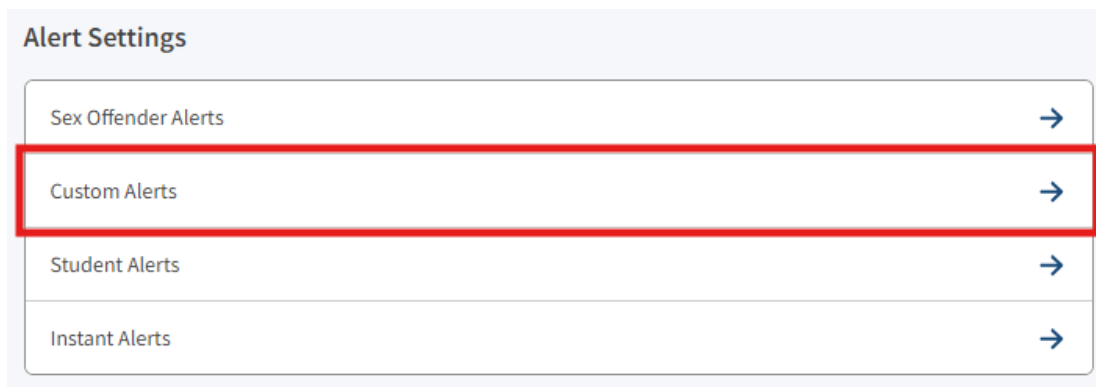 Alert Settings
Sex Offender Alerts
Custom Alerts
Student Alerts
Instant Alerts